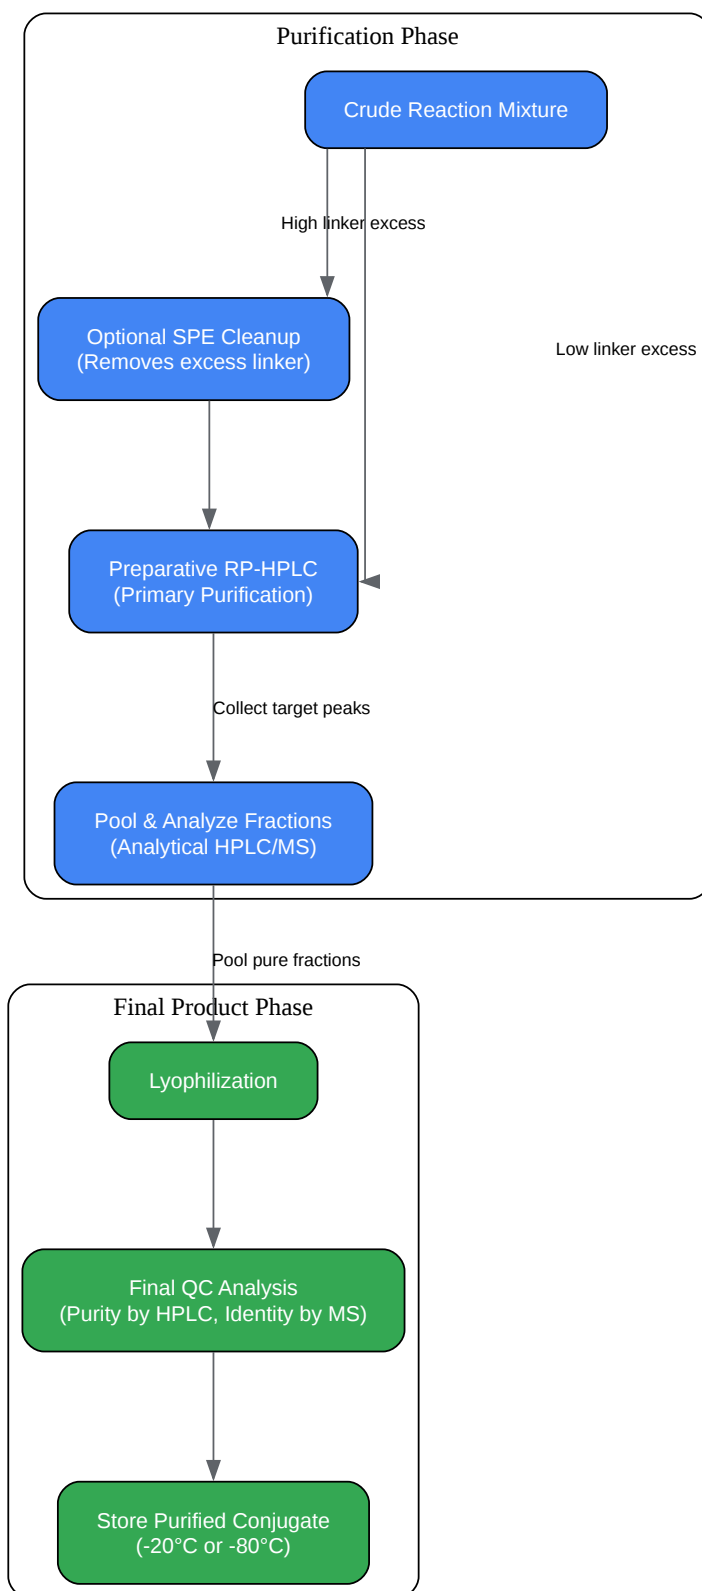 Purification Phase
Crude Reaction Mixture
High linker excess
Optional SPE Cleanup
(Removes excess linker)
Low linker excess
Preparative RP-HPLC
(Primary Purification)
Collect target peaks
Pool & Analyze Fractions
(Analytical HPLC/MS)
Pool pure fractions
Final Product Phase
Lyophilization
Final QC Analysis
(Purity by HPLC, Identity by MS)
Store Purified Conjugate
(-20°C or -80°C)